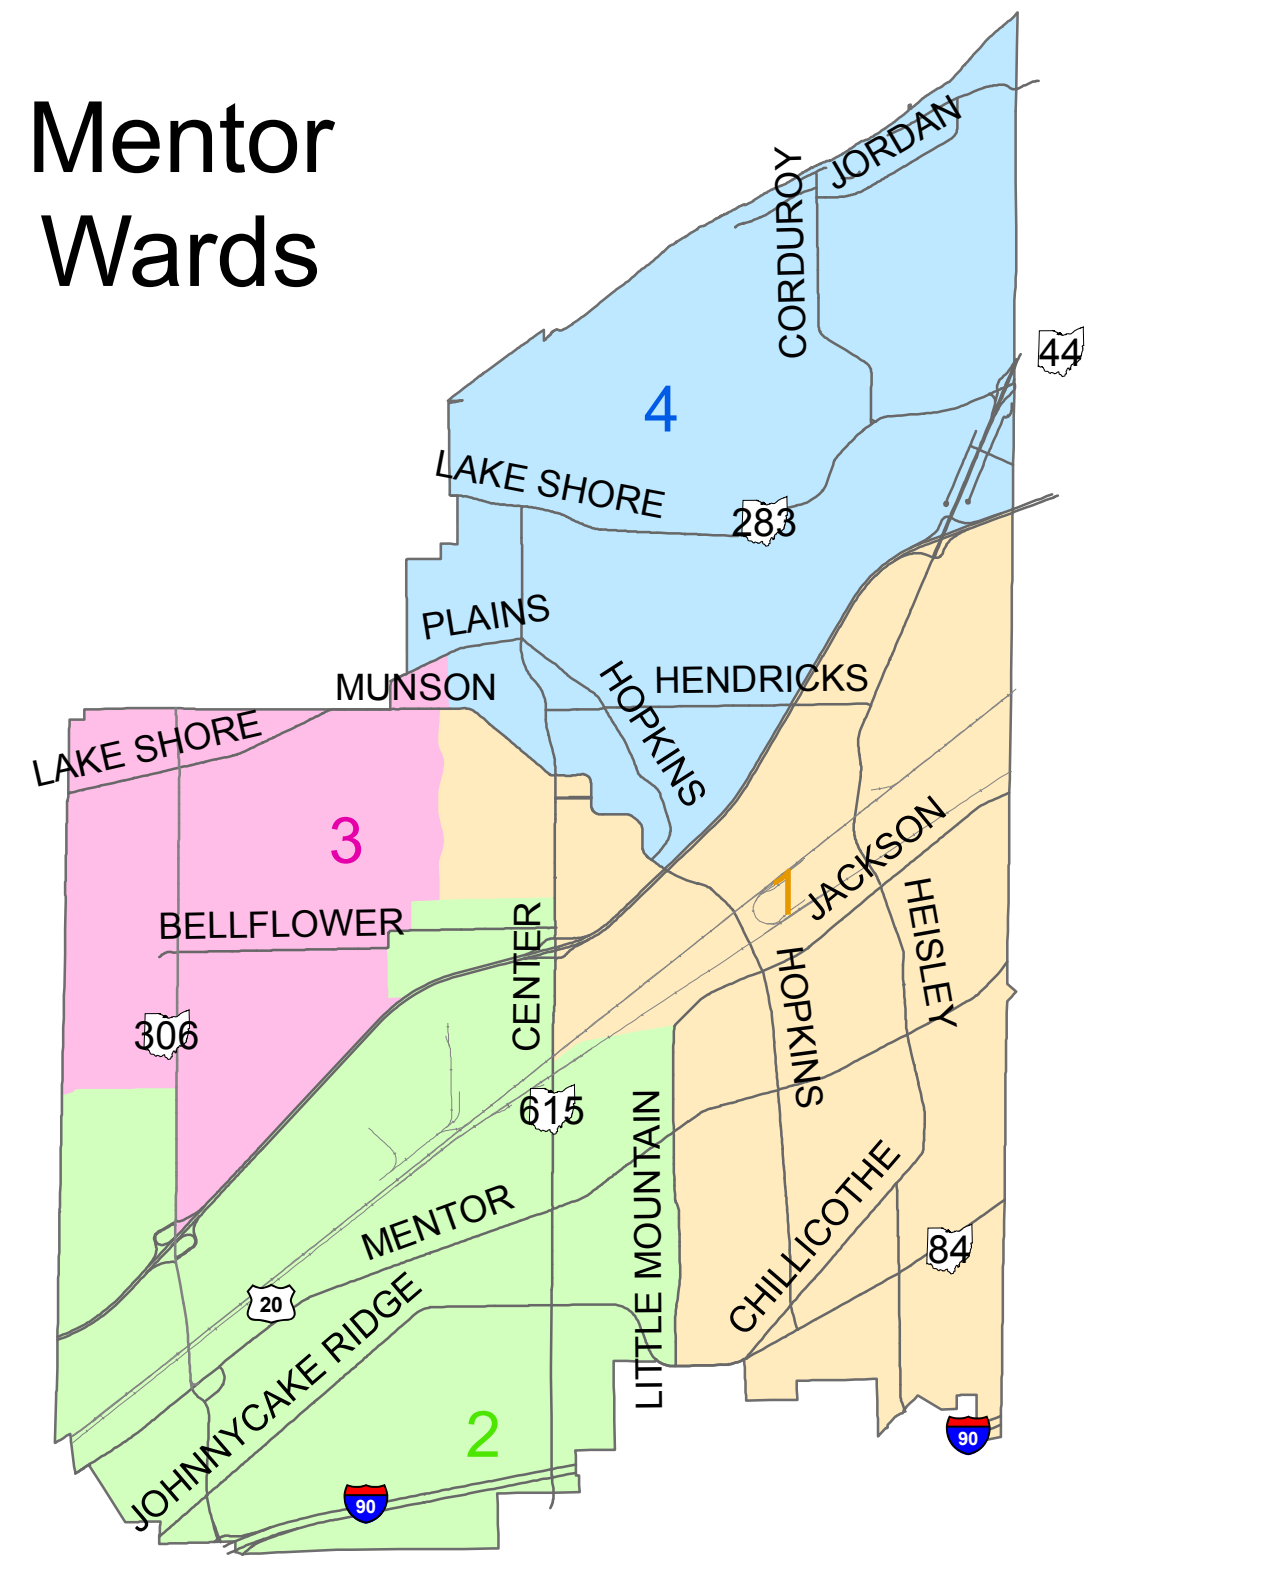 Mentor
Wards
JORDAN
CORDUROY
44
4
LAKE SHORE
283
PLAINS
MUNSON
HOPKINS
HENDRICKS
LAKE SHORE
3
JACKSON
1
BELLFLOWER
CENTER
HEISLEY
HOPKINS
306
615
LITTLE MOUNTAIN
MENTOR
CHILLICOTHE
84
20
JOHNNYCAKE RIDGE
2
90
90